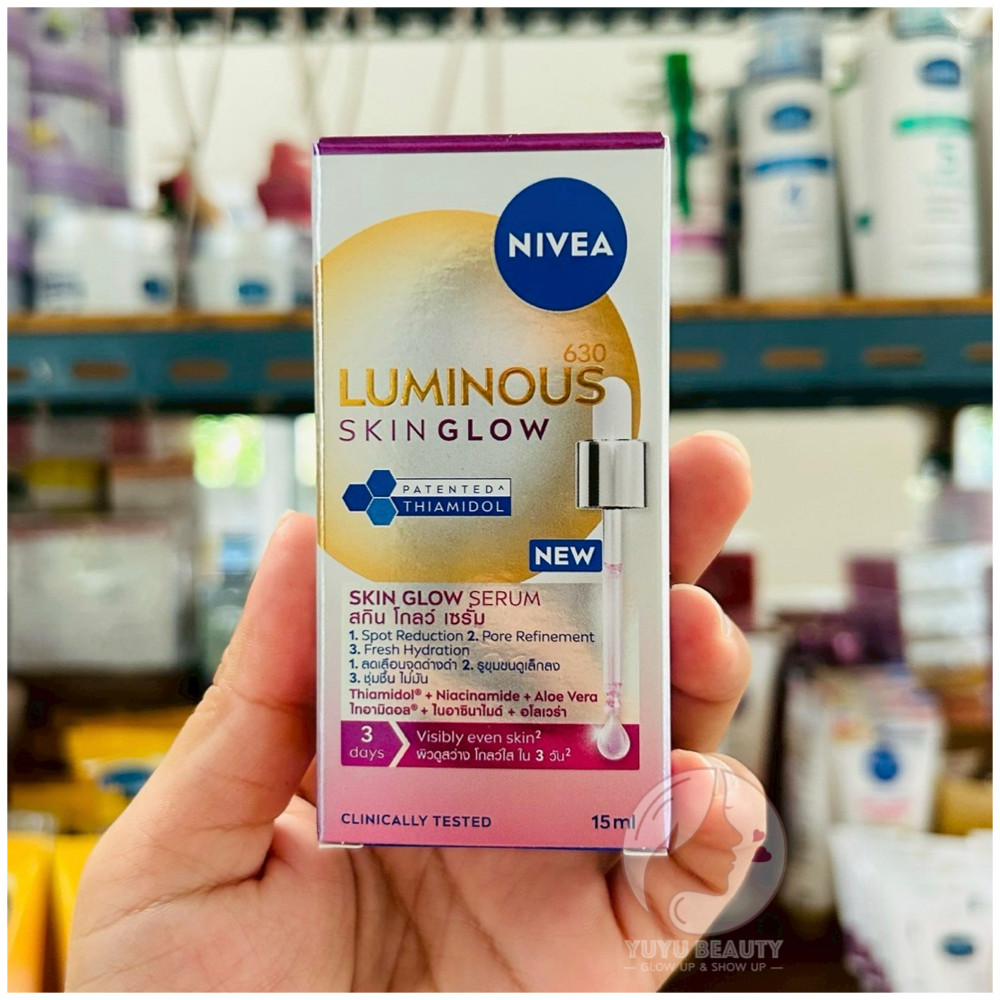 NIVEA
630
LUMINOUS
SKIN GLOW
PATENTED^
THIAMIDOL
NEW
SKIN GLOW SERUM
สกิน โกลว์ เซรั่ม
1. Spot Reduction 2. Pore Refinement
3. Fresh Hydration
1. ลดเลือนจุดด่างดำ 2. รูขุมขนดูเล็กลง
3. ชุ่มชื้น ไม่มัน
Thiamidol® + Niacinamide + Aloe Vera
ไทอามิดอล® + ไนอาซินาไมด์ + อโลเวร่า
3 days
Visibly even skin²
ผิวดูสว่าง โกลว์ใส ใน 3 วัน²
CLINICALLY TESTED
15 ml
YUYU BEAUTY
— GLOW UP & SHOW UP —